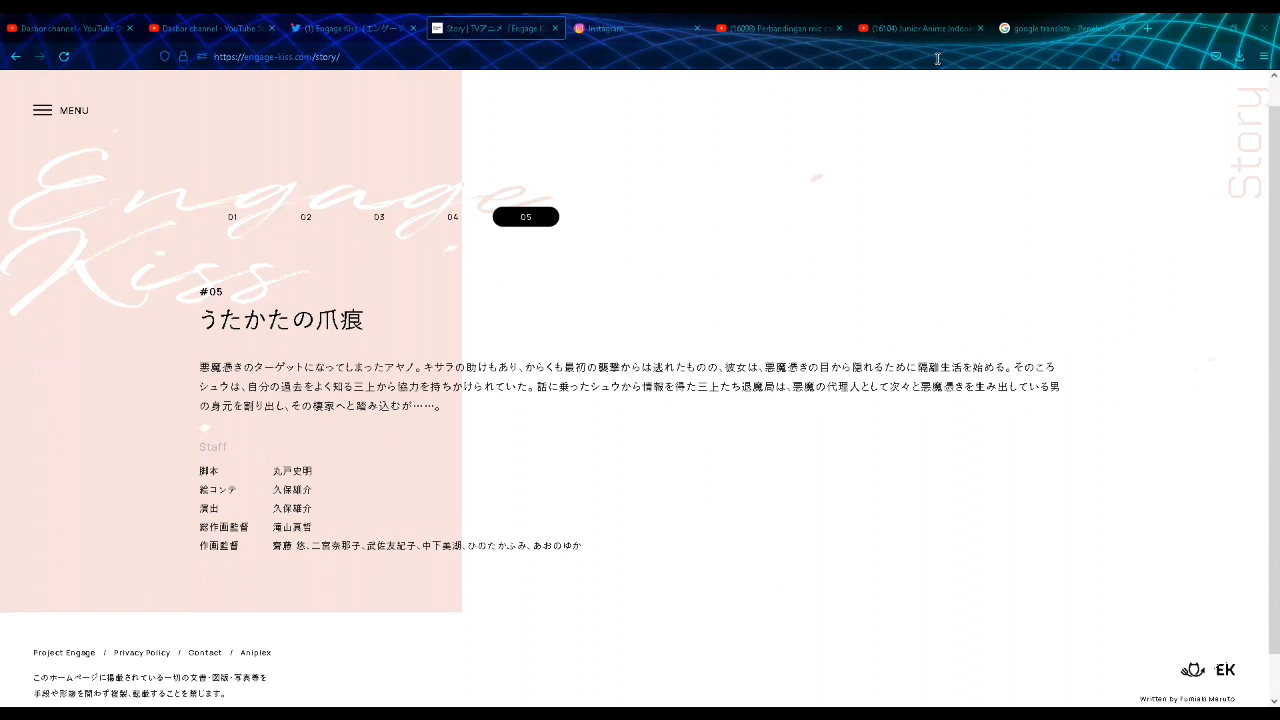 Dasbor channel - YouTube St
Dasbor channel - YouTube St
(1) Engage Kiss（エンゲージ
Story | TVアニメ「Engage K
Instagram
(16098) Perbandingan mic co
(16104) Junior Anime Indone
google translate - Penelu
https://engage-kiss.com/story/
MENU
Story
Engage
Kiss
01
02
03
04
05
#05
うたかたの爪痕
悪魔憑きのターゲットになってしまったアヤノ。キサラの助けもあり、からくも最初の襲撃からは逃れたものの、彼女は、悪魔憑きの目から隠れるために隔離生活を始める。そのころ
シュウは、自分の過去をよく知る三上から協力を持ちかけられていた。話に乗ったシュウから情報を得た三上たち退魔局は、悪魔の代理人として次々と悪魔憑きを生み出している男
の身元を割り出し、その棲家へと踏み込むが……。
Staff
脚本 丸戸史明
絵コンテ 久保雄介
演出 久保雄介
総作画監督 滝山真哲
作画監督 齋藤 悠、二宮奈那子、武佐友紀子、中下美湖、ひのたかふみ、あおのゆか
Project Engage / Privacy Policy / Contact / Aniplex
このホームページに掲載されている一切の文書・図版・写真等を
手段や形態を問わず複製、転載することを禁じます。
EK
Written by Fumiaki Maruto